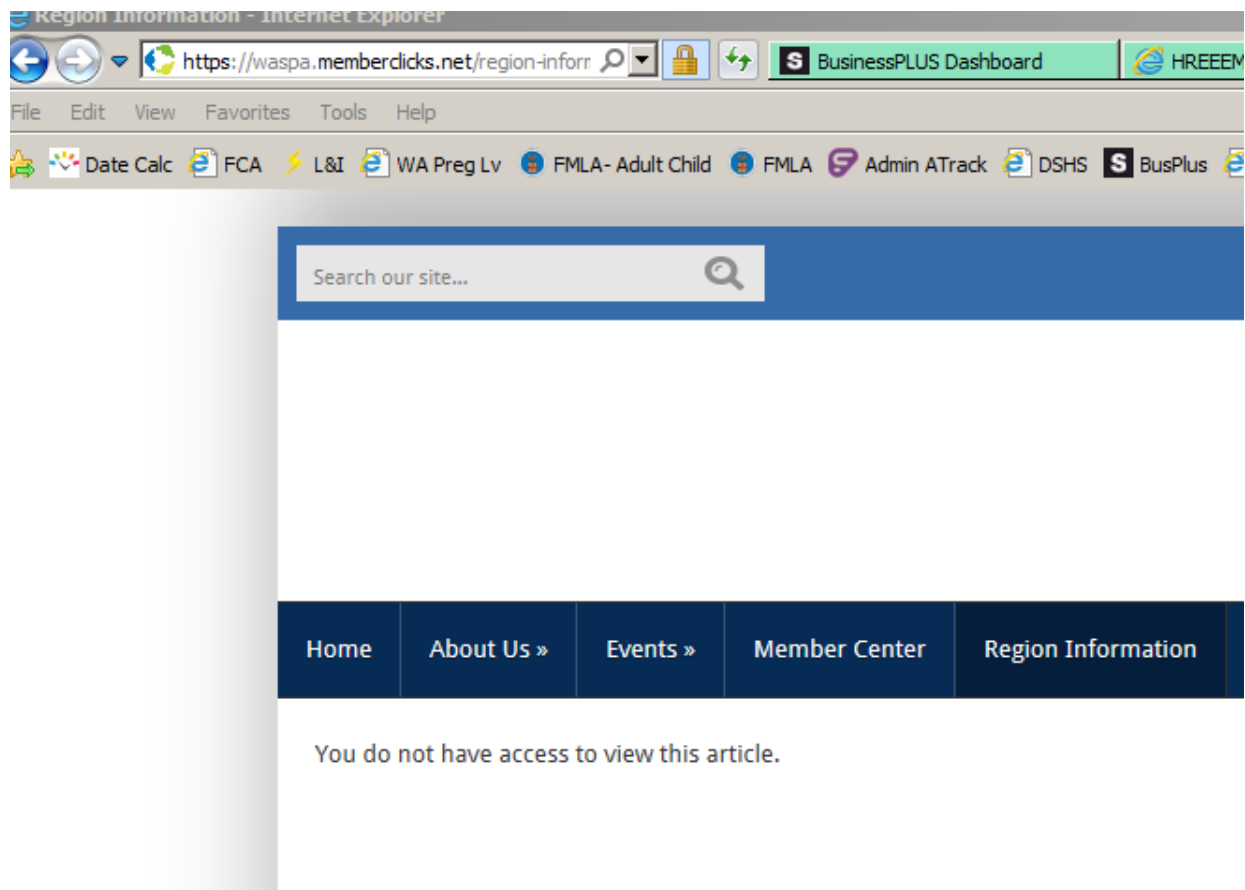 Region Information - Internet Explorer
https://waspa.memberclicks.net/region-inforr BusinessPLUS Dashboard HREEEM
File Edit View Favorites Tools Help
Date Calc FCA L&I WA Preg Lv FMLA- Adult Child FMLA Admin ATrack DSHS S BusPlus
Search our site...
Home About Us » Events » Member Center Region Information
You do not have access to view this article.